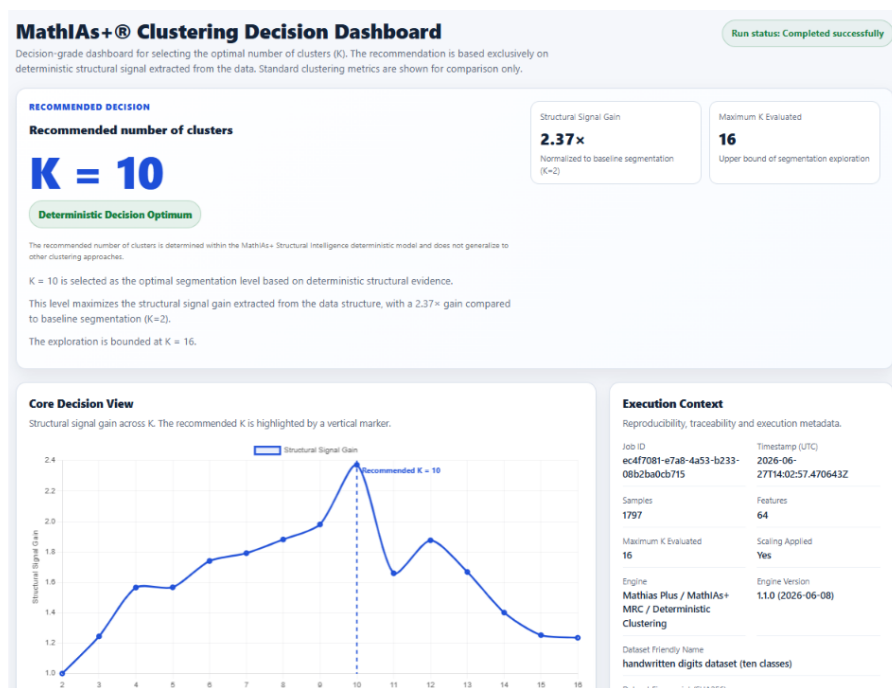 MathIAs+® Clustering Decision Dashboard
Run status: Completed successfully
Decision-grade dashboard for selecting the optimal number of clusters (K). The recommendation is based exclusively on
deterministic structural signal extracted from the data. Standard clustering metrics are shown for comparison only.
RECOMMENDED DECISION
Recommended number of clusters
K = 10
Deterministic Decision Optimum
The recommended number of clusters is determined within the MathIAs+ Structural Intelligence deterministic model and does not generalize to
other clustering approaches.
K = 10 is selected as the optimal segmentation level based on deterministic structural evidence.
This level maximizes the structural signal gain extracted from the data structure, with a 2.37× gain compared
to baseline segmentation (K=2).
The exploration is bounded at K = 16.
Structural Signal Gain
2.37×
Normalized to baseline segmentation
(K=2)
Maximum K Evaluated
16
Upper bound of segmentation exploration
Core Decision View
Structural signal gain across K. The recommended K is highlighted by a vertical marker.
Structural Signal Gain
Recommended K = 10
Structural Signal Gain
2.4
2.2
2.0
1.8
1.6
1.4
1.2
1.0
2 3 4 5 6 7 8 9 10 11 12 13 14 15 16
Execution Context
Reproducibility, traceability and execution metadata.
Job ID
ec4f7081-e7a8-4a53-b233-
08b2ba0cb715
Timestamp (UTC)
2026-06-
27T14:02:57.470643Z
Samples
1797
Features
64
Maximum K Evaluated
16
Scaling Applied
Yes
Engine
Mathias Plus / MathIAs+
MRC / Deterministic
Clustering
Engine Version
1.1.0 (2026-06-08)
Dataset Friendly Name
handwritten digits dataset (ten classes)